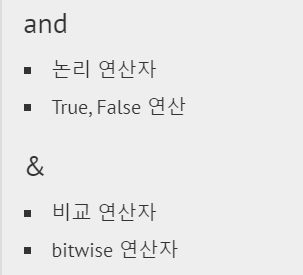 and
논리 연산자
True, False 연산
&
비교 연산자
bitwise 연산자